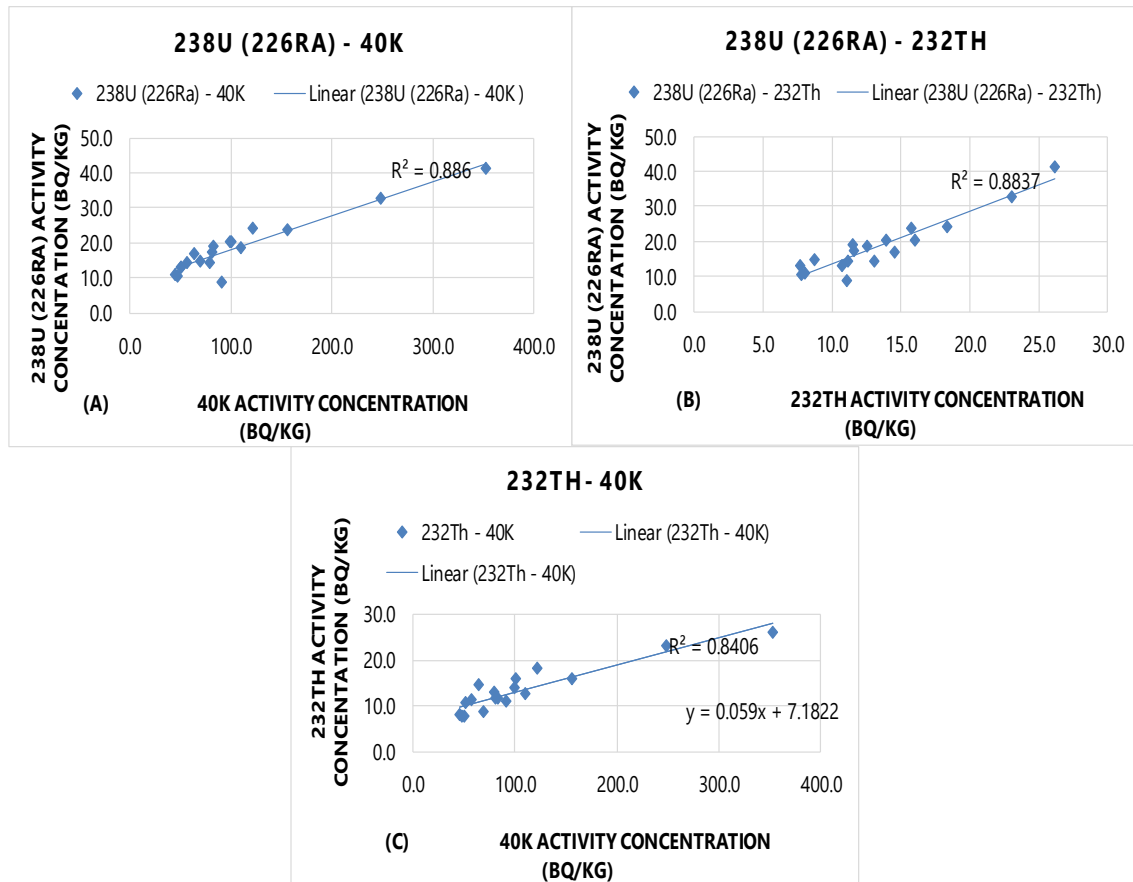 238U (226RA) - 40K
238U (226Ra) - 40K
Linear (238U (226Ra) - 40K )
238U (226RA) ACTIVITY
CONCENTRATION (BQ/KG)
50.0
40.0
30.0
20.0
10.0
0.0
R² = 0.886
0.0 100.0 200.0 300.0 400.0
(A)
40K ACTIVITY CONCENTRATION
(BQ/KG)
238U (226RA) - 232TH
238U (226Ra) - 232Th
Linear (238U (226Ra) - 232Th)
238U (226RA) ACTIVITY
CONCENTRATION (BQ/KG)
50.0
40.0
30.0
20.0
10.0
0.0
R² = 0.8837
0.0 5.0 10.0 15.0 20.0 25.0 30.0
(B)
232TH ACTIVITY CONCENTRATION
(BQ/KG)
232TH- 40K
232Th - 40K
Linear (232Th - 40K)
Linear (232Th - 40K)
232TH ACTIVITY
CONCENTRATION (BQ/KG)
30.0
20.0
10.0
0.0
R² = 0.8406
y = 0.059x + 7.1822
0.0 100.0 200.0 300.0 400.0
(C)
40K ACTIVITY CONCENTRATION
(BQ/KG)